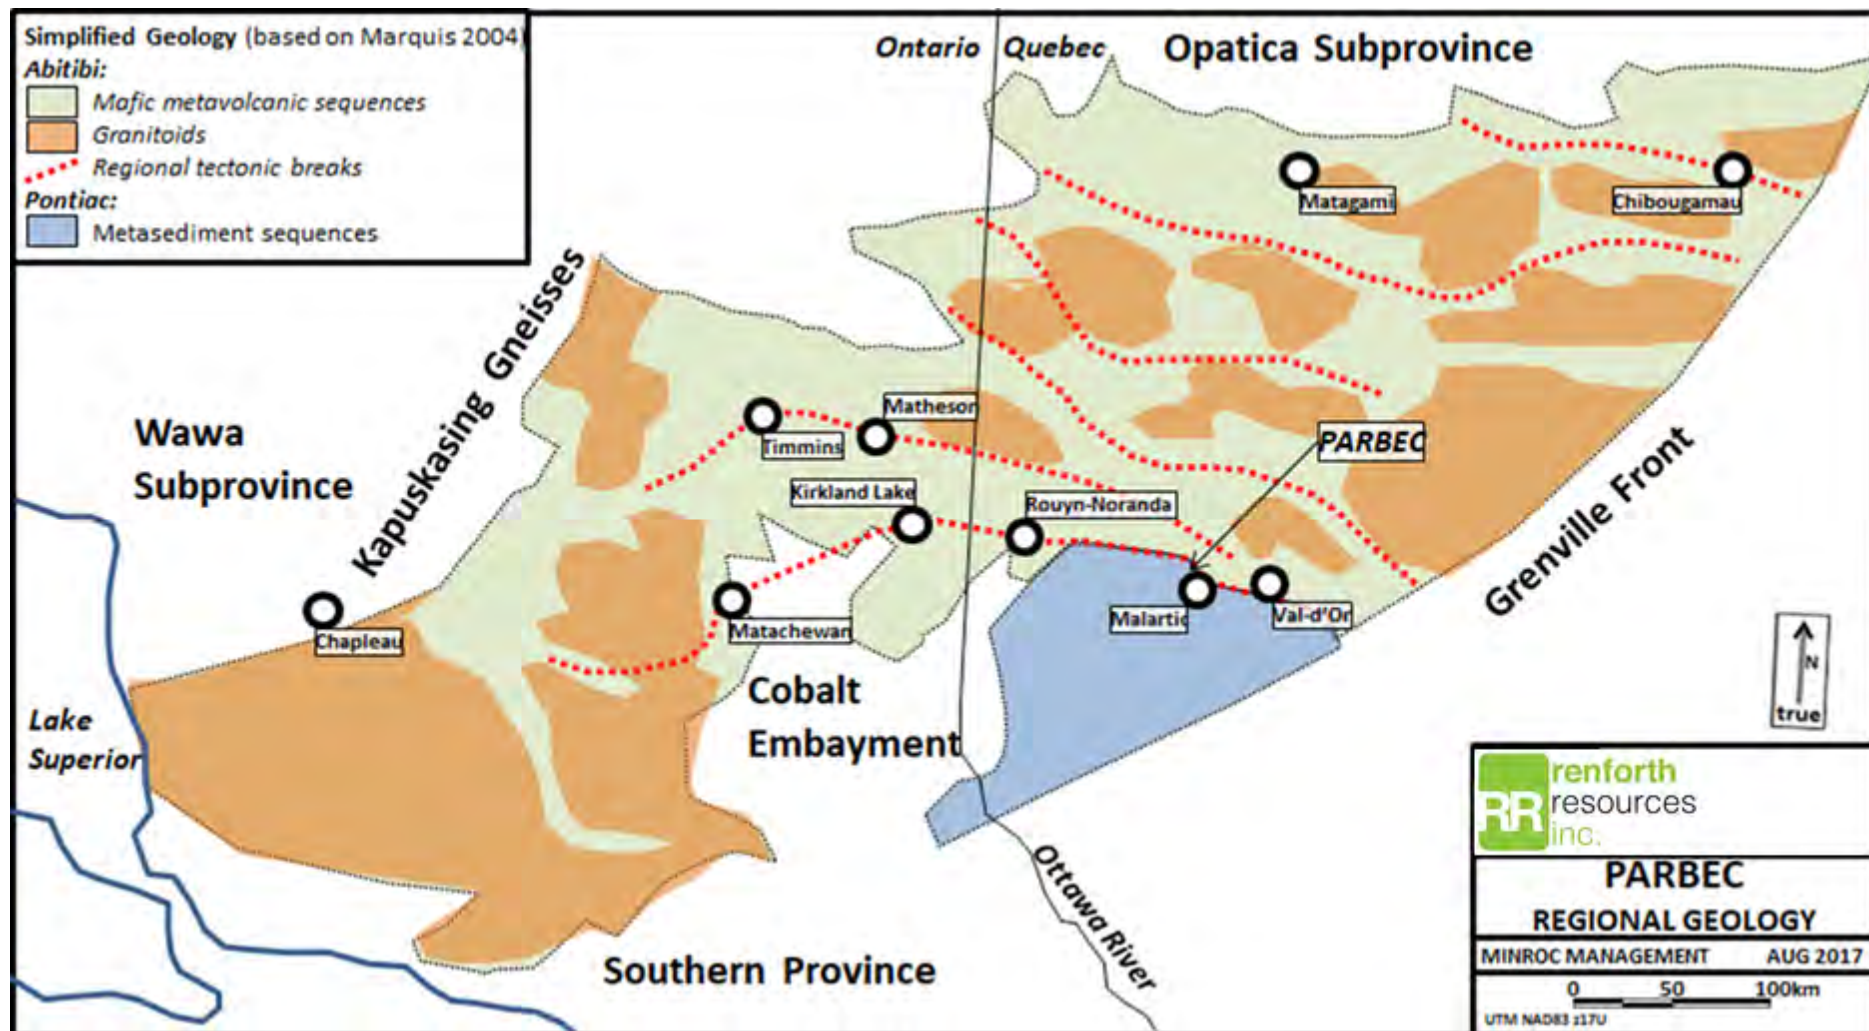 Simplified Geology (based on Marquis 2004)
Abitibi:
Mafic metavolcanic sequences
Granitoids
Regional tectonic breaks
Pontiac:
Metasediment sequences
Ontario
Quebec
Opatica Subprovince
Matagami
Chibougamau
Kapuskasing Gneisses
Wawa
Subprovince
Matheson
Timmins
PARBEC
Kirkland Lake
Rouyn-Noranda
Grenville Front
Chapleau
Matachewan
Malartic
Val-d'Or
N
true
Cobalt
Embayment
Lake
Superior
Ottawa River
Southern Province
RR
renforth
resources
inc.
PARBEC
REGIONAL GEOLOGY
MINROC MANAGEMENT AUG 2017
0 50 100km
UTM NAD83 z17U